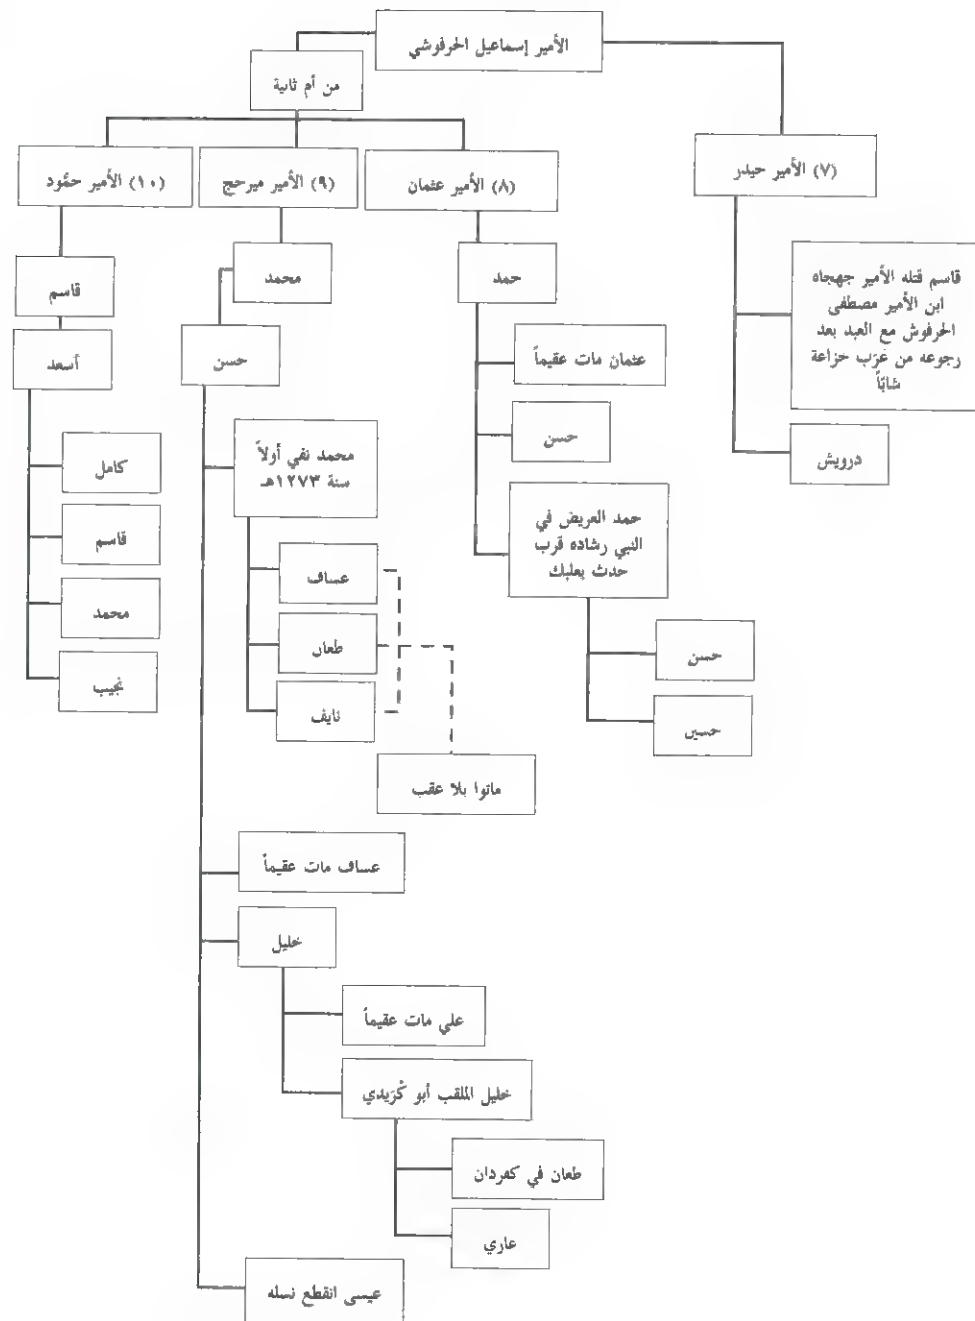 الأمير إسماعيل الحرفوشي
من أم ثانية
(٧) الأمير حيدر
(٨) الأمير عثمان
(٩) الأمير ميرحج
(١٠) الأمير حمُّود
قاسم قتله الأمير جهجاه
ابن الأمير مصطفى
الحرفوش مع العبد بعد
رجوعه من عَرَب خزاعة
شابّاً
درويش
حمد
عثمان مات عقيماً
حسن
حمد العريض في
النبي رشاده قرب
حدث بعلبك
حسن
حسين
محمد
حسن
محمد نفي أولاً
سنة ١٢٧٣هـ
عساف
طعان
نايف
ماتوا بلا عقب
عساف مات عقيماً
خليل
علي مات عقيماً
خليل الملقب أبو كْرَيدي
طعان في كفردان
عاري
عيسى انقطع نسله
قاسم
أسعد
كامل
قاسم
محمد
نجيب